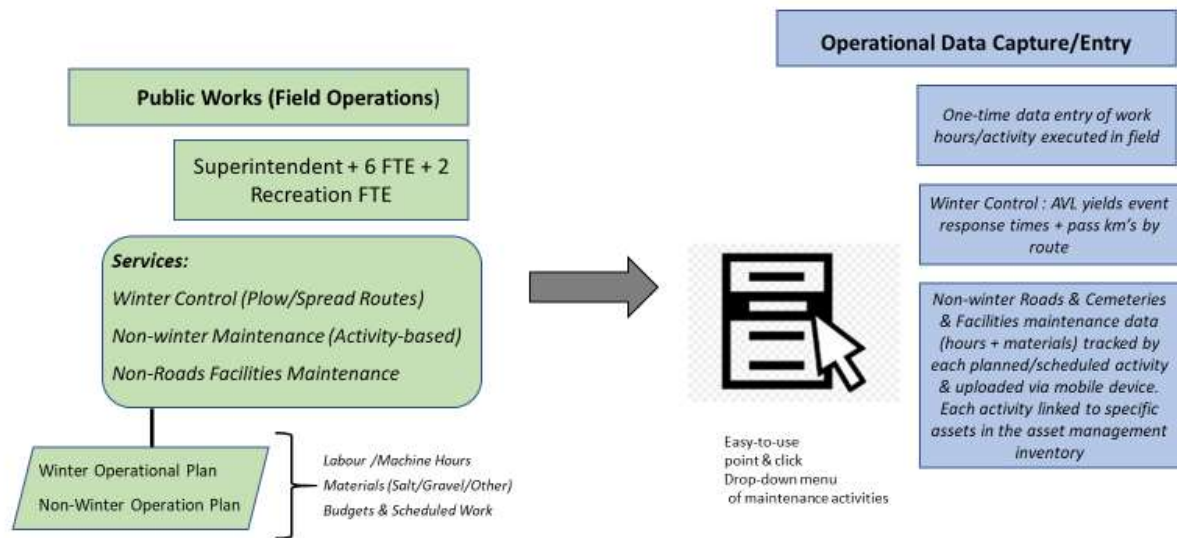 Public Works (Field Operations)
Superintendent + 6 FTE + 2
Recreation FTE
Services:
Winter Control (Plow/Spread Routes)
Non-winter Maintenance (Activity-based)
Non-Roads Facilities Maintenance
Winter Operational Plan
Non-Winter Operation Plan
Labour /Machine Hours
Materials (Salt/Gravel/Other)
Budgets & Scheduled Work
Easy-to-use
point & click
Drop-down menu
of maintenance activities
Operational Data Capture/Entry
One-time data entry of work
hours/activity executed in field
Winter Control : AVL yields event
response times + pass km's by
route
Non-winter Roads & Cemeteries
& Facilities maintenance data
(hours + materials) tracked by
each planned/scheduled activity
& uploaded via mobile device.
Each activity linked to specific
assets in the asset management
inventory